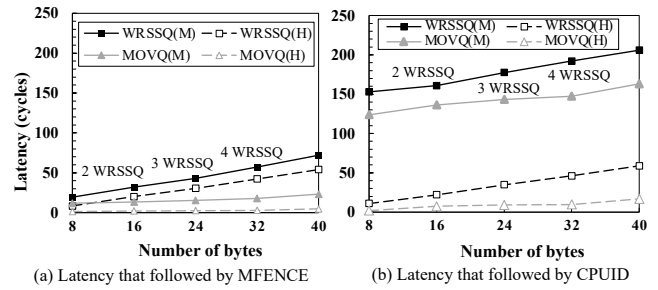 250
200
150
100
50
0
Latency (cycles)
WRSSQ(M) WRSSQ(H)
MOVQ(M) MOVQ(H)
2 WRSSQ 3 WRSSQ 4 WRSSQ
8 16 24 32 40
Number of bytes
(a) Latency that followed by MFENCE
250
200
150
100
50
0
WRSSQ(M) WRSSQ(H)
MOVQ(M) MOVQ(H)
2 WRSSQ
3 WRSSQ
4 WRSSQ
8 16 24 32 40
Number of bytes
(b) Latency that followed by CPUID